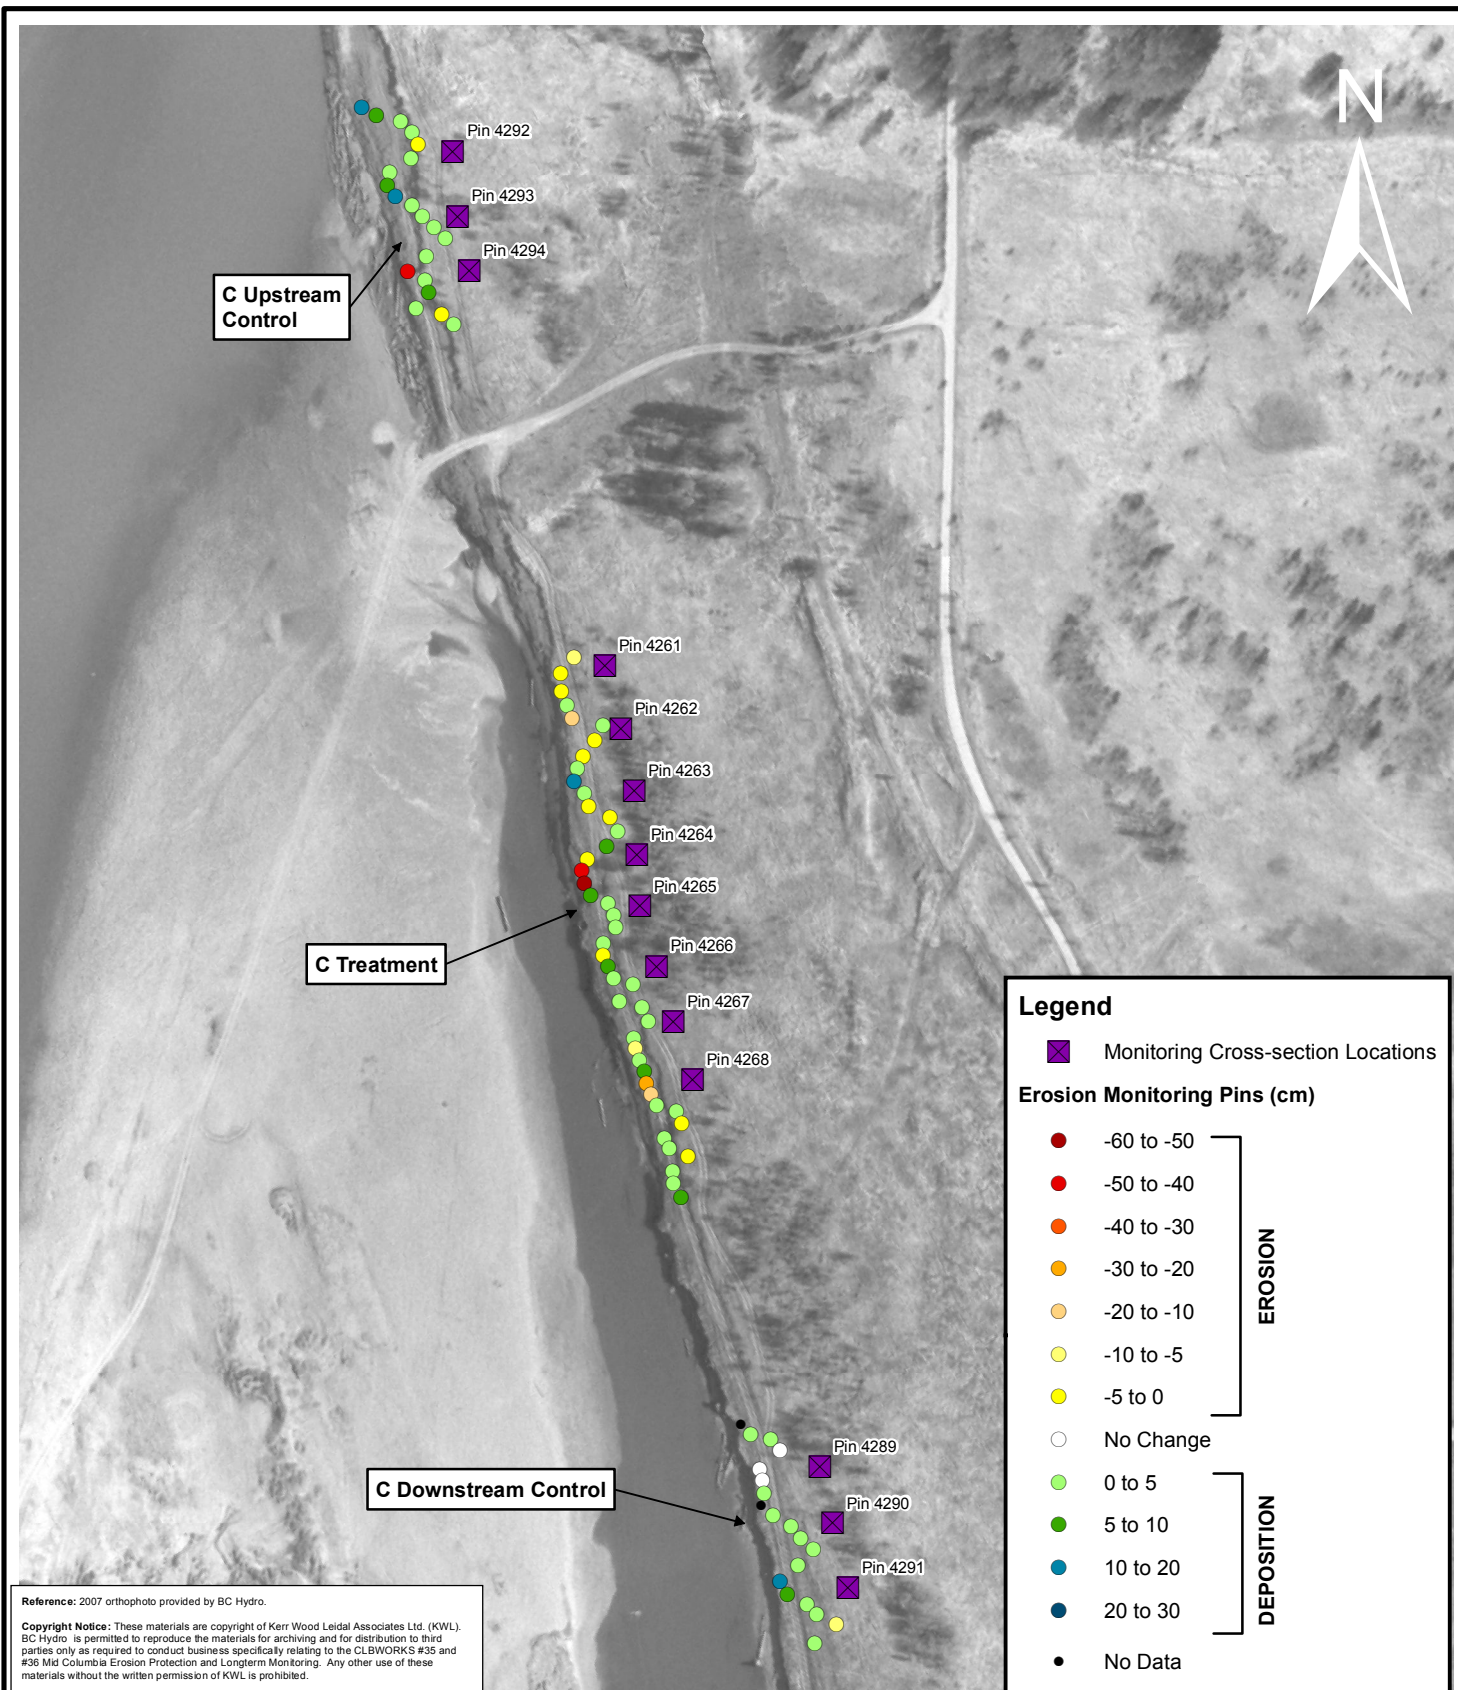 N
Pin 4292
Pin 4293
Pin 4294
C Upstream
Control
Pin 4261
Pin 4262
Pin 4263
Pin 4264
Pin 4265
C Treatment
Pin 4266
Pin 4267
Pin 4268
Pin 4289
C Downstream Control
Pin 4290
Pin 4291
Legend
Monitoring Cross-section Locations
Erosion Monitoring Pins (cm)
-60 to -50
-50 to -40
-40 to -30
-30 to -20
-20 to -10
-10 to -5
-5 to 0
EROSION
No Change
0 to 5
5 to 10
10 to 20
20 to 30
DEPOSITION
No Data
Reference: 2007 orthophoto provided by BC Hydro.
Copyright Notice: These materials are copyright of Kerr Wood Leidal Associates Ltd. (KWL).
BC Hydro is permitted to reproduce the materials for archiving and for distribution to third
parties only as required to conduct business specifically relating to the CLBWORKS #35 and
#36 Mid Columbia Erosion Protection and Longterm Monitoring. Any other use of these
materials without the written permission of KWL is prohibited.